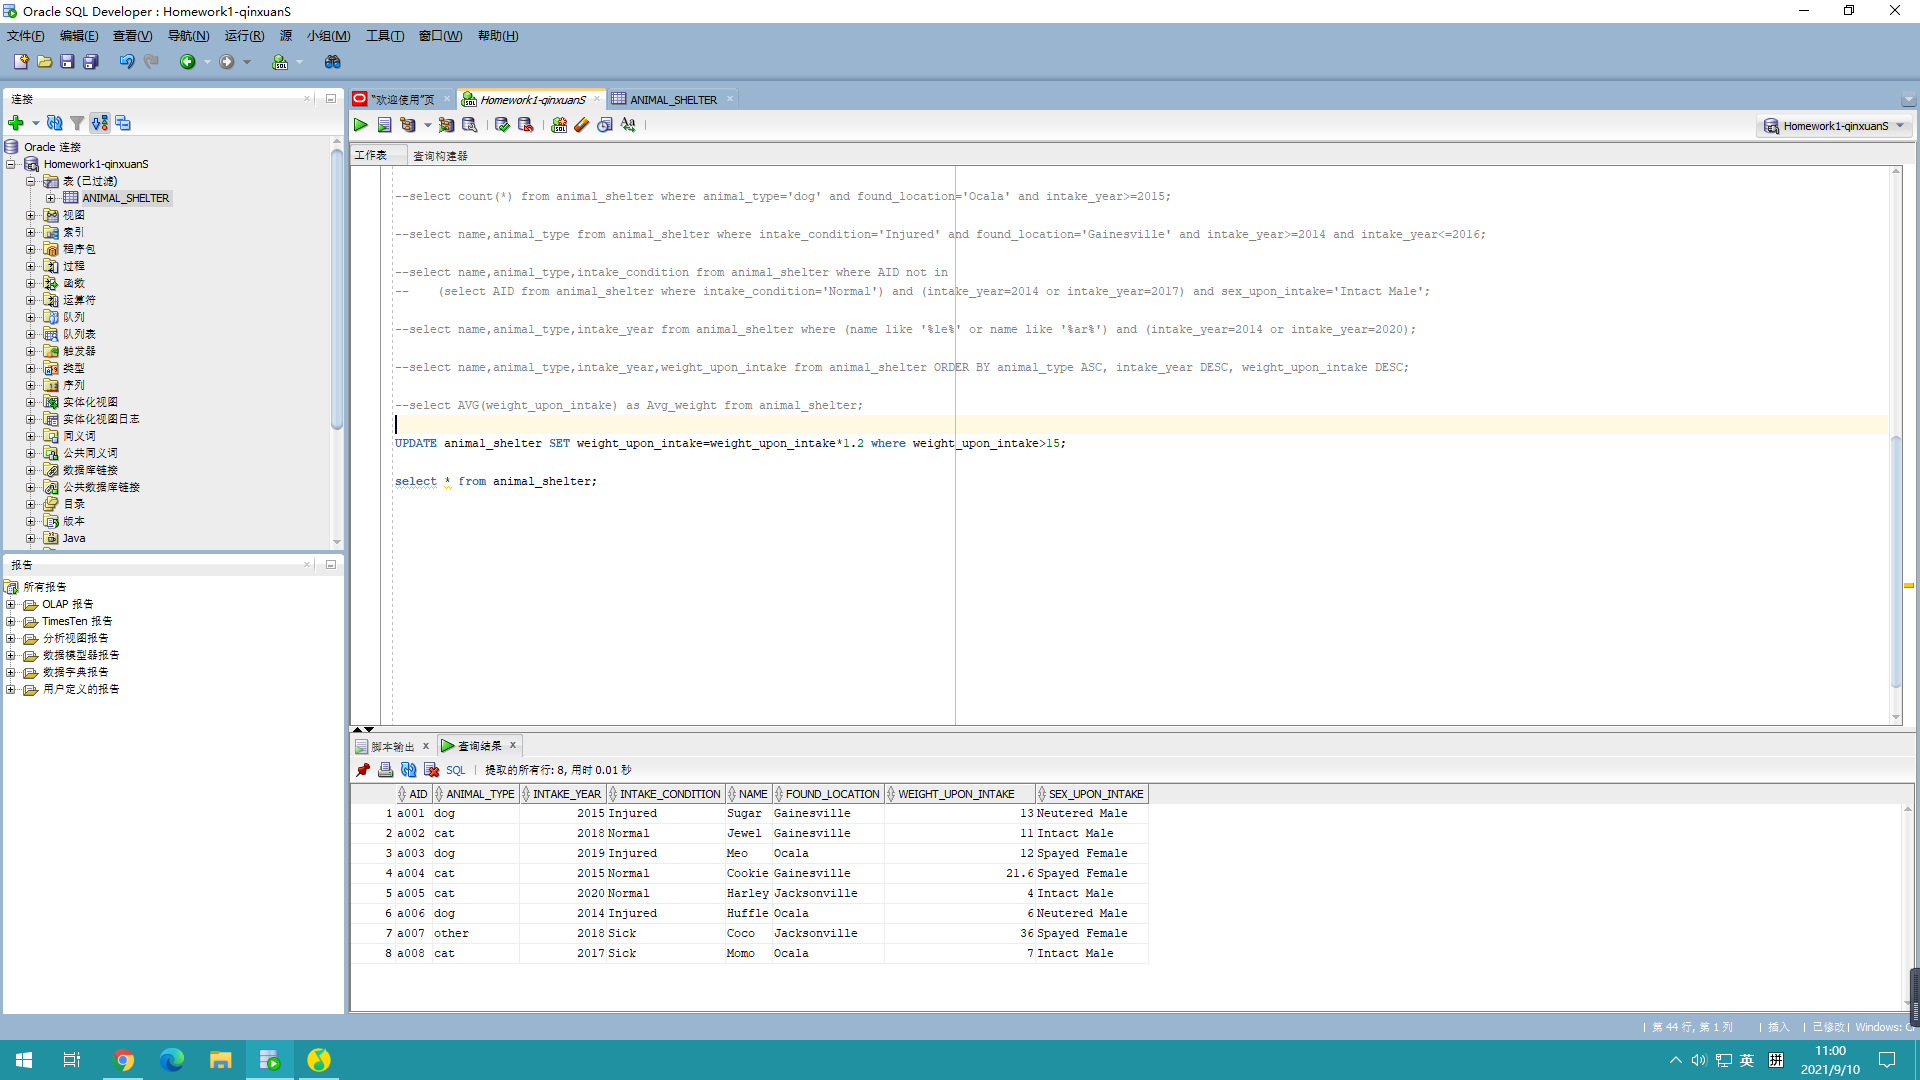 Oracle SQL Developer : Homework1-qinxuanS
文件(F) 编辑(E) 查看(V) 导航(N) 运行(R) 源 小组(M) 工具(T) 窗口(W) 帮助(H)
连接
Oracle 连接
Homework1-qinxuanS
表 (已过滤)
ANIMAL_SHELTER
视图
索引
程序包
过程
函数
运算符
队列
队列表
触发器
类型
序列
实体化视图
实体化视图日志
同义词
公共同义词
数据库链接
公共数据库链接
目录
版本
Java
报告
所有报告
OLAP 报告
TimesTen 报告
分析视图报告
数据模型器报告
数据字典报告
用户定义的报告
"欢迎使用"页 Homework1-qinxuanS ANIMAL_SHELTER
Homework1-qinxuanS
工作表 查询构建器
--select count(*) from animal_shelter where animal_type='dog' and found_location='Ocala' and intake_year>=2015;
--select name,animal_type from animal_shelter where intake_condition='Injured' and found_location='Gainesville' and intake_year>=2014 and intake_year<=2016;
--select name,animal_type,intake_condition from animal_shelter where AID not in
-- (select AID from animal_shelter where intake_condition='Normal') and (intake_year=2014 or intake_year=2017) and sex_upon_intake='Intact Male';
--select name,animal_type,intake_year from animal_shelter where (name like '%le%' or name like '%ar%') and (intake_year=2014 or intake_year=2020);
--select name,animal_type,intake_year,weight_upon_intake from animal_shelter ORDER BY animal_type ASC, intake_year DESC, weight_upon_intake DESC;
--select AVG(weight_upon_intake) as Avg_weight from animal_shelter;
UPDATE animal_shelter SET weight_upon_intake=weight_upon_intake*1.2 where weight_upon_intake>15;
select * from animal_shelter;
脚本输出 x 查询结果 x
SQL | 提取的所有行: 8, 用时 0.01 秒
AID ANIMAL_TYPE INTAKE_YEAR INTAKE_CONDITION NAME FOUND_LOCATION WEIGHT_UPON_INTAKE SEX_UPON_INTAKE
1 a001 dog 2015 Injured Sugar Gainesville 13 Neutered Male
2 a002 cat 2018 Normal Jewel Gainesville 11 Intact Male
3 a003 dog 2019 Injured Meo Ocala 12 Spayed Female
4 a004 cat 2015 Normal Cookie Gainesville 21.6 Spayed Female
5 a005 cat 2020 Normal Harley Jacksonville 4 Intact Male
6 a006 dog 2014 Injured Huffle Ocala 6 Neutered Male
7 a007 other 2018 Sick Coco Jacksonville 36 Spayed Female
8 a008 cat 2017 Sick Momo Ocala 7 Intact Male
| 第 44 行, 第 1 列 | 插入 | 已修改 | Windows:
英 拼 11:00
2021/9/10